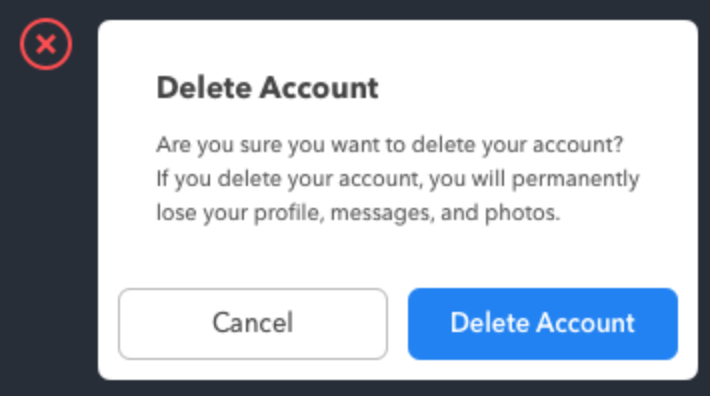 Delete Account
Are you sure you want to delete your account?
If you delete your account, you will permanently
lose your profile, messages, and photos.
Cancel
Delete Account